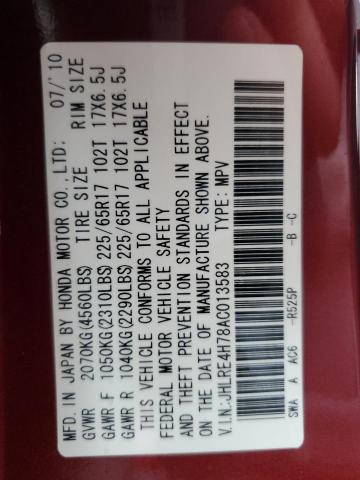 MFD. IN JAPAN BY HONDA MOTOR CO., LTD: 07/'10
GVWR 2070KG(4560LBS) TIRE SIZE RIM SIZE
GAWR F 1050KG(2310LBS) 225/65R17 102T 17X6.5J
GAWR R 1040KG(2290LBS) 225/65R17 102T 17X6.5J
THIS VEHICLE CONFORMS TO ALL APPLICABLE
FEDERAL MOTOR VEHICLE SAFETY
AND THEFT PREVENTION STANDARDS IN EFFECT
ON THE DATE OF MANUFACTURE SHOWN ABOVE.
V.I.N:JHLRE4H78AC013583 TYPE: MPV
SWA A AC6 -R525P -B -C